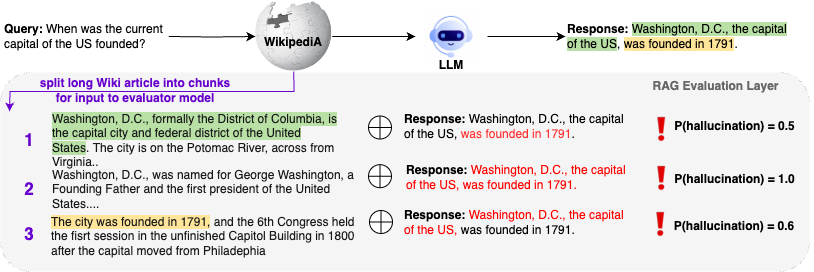 Query: When was the current
capital of the US founded?
WikipediA
LLM
Response: Washington, D.C., the capital
of the US, was founded in 1791.
split long Wiki article into chunks
for input to evaluator model
RAG Evaluation Layer
1
Washington, D.C., formally the District of Columbia, is
the capital city and federal district of the United
States. The city is on the Potomac River, across from
Virginia..
Response: Washington, D.C., the capital
of the US, was founded in 1791.
P(hallucination) = 0.5
2
Washington, D.C., was named for George Washington, a
Founding Father and the first president of the United
States....
Response: Washington, D.C., the capital
of the US, was founded in 1791.
P(hallucination) = 1.0
3
The city was founded in 1791, and the 6th Congress held
the fisrt session in the unfinished Capitol Building in 1800
after the capital moved from Philadephia
Response: Washington, D.C., the capital
of the US, was founded in 1791.
P(hallucination) = 0.6